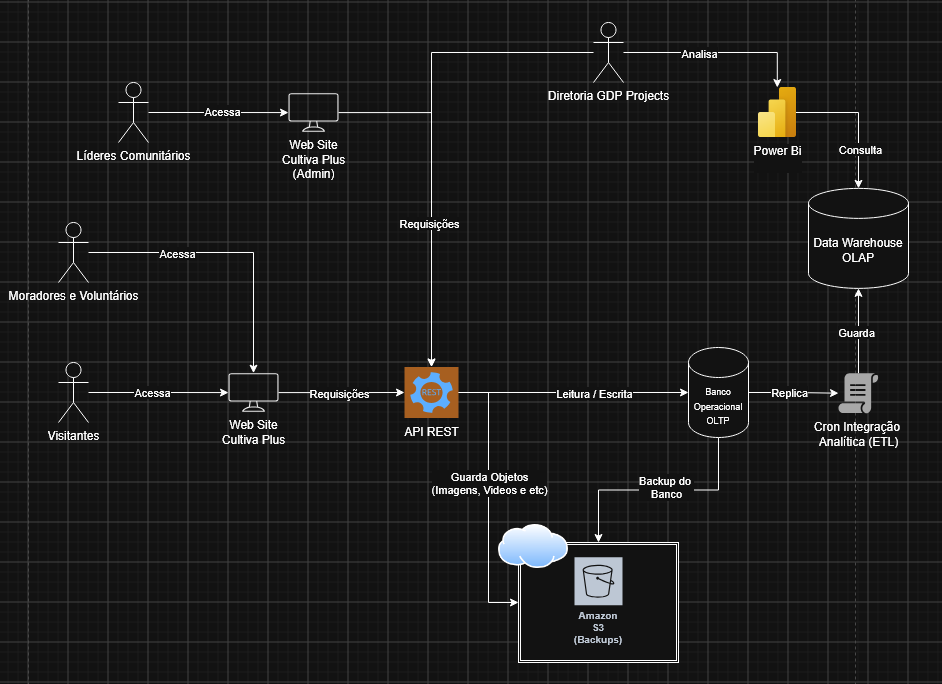 Analisa
Diretoria GDP Projects
Acessa
Líderes Comunitários
Web Site
Cultiva Plus
(Admin)
Power Bi
Consulta
Requisições
Data Warehouse
OLAP
Acessa
Moradores e Voluntários
Guarda
Acessa
Visitantes
Requisições
Web Site
Cultiva Plus
REST
API REST
Leitura / Escrita
Banco
Operacional
OLTP
Replica
Cron Integração
Analítica (ETL)
Guarda Objetos
(Imagens, Videos e etc)
Backup do
Banco
Amazon
S3
(Backups)